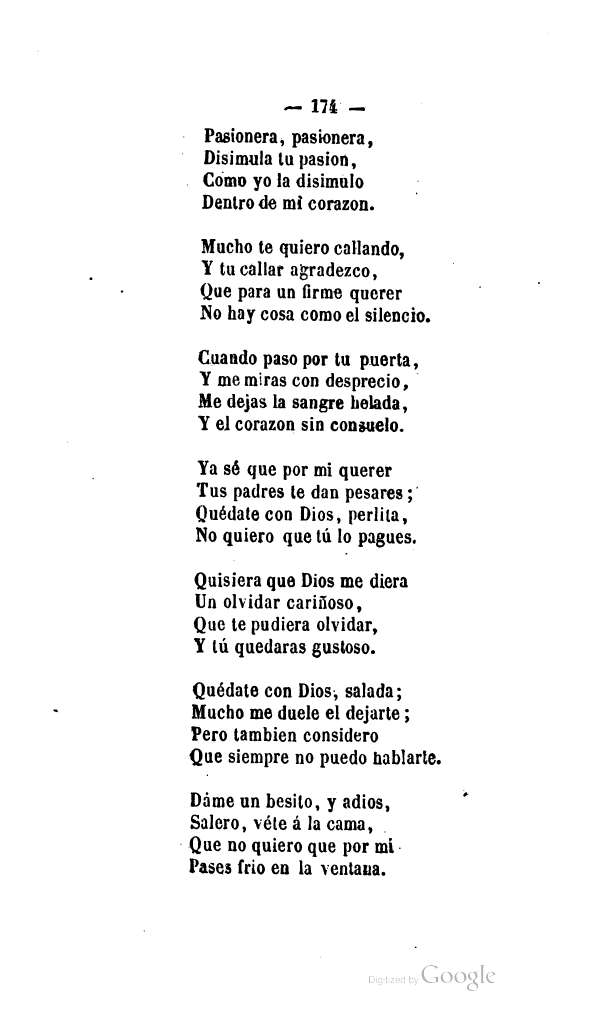 — 174 —
Pasionera, pasionera,
Disimula tu pasion,
Como yo la disimulo
Dentro de mi corazon.
Mucho te quiero callando,
Y tu callar agradezco,
Que para un firme querer
No hay cosa como el silencio.
Cuando paso por tu puerta,
Y me miras con desprecio,
Me dejas la sangre helada,
Y el corazon sin consuelo.
Ya sé que por mi querer
Tus padres te dan pesares;
Quédate con Dios, perlita,
No quiero que tú lo pagues.
Quisiera que Dios me diera
Un olvidar cariñoso,
Que te pudiera olvidar,
Y tú quedaras gustoso.
Quédate con Dios, salada;
Mucho me duele el dejarte;
Pero tambien considero
Que siempre no puedo hablarte.
Dáme un besito, y adios,
Salero, véte á la cama,
Que no quiero que por mi
Pases frio en la ventana.
Digitized by Google